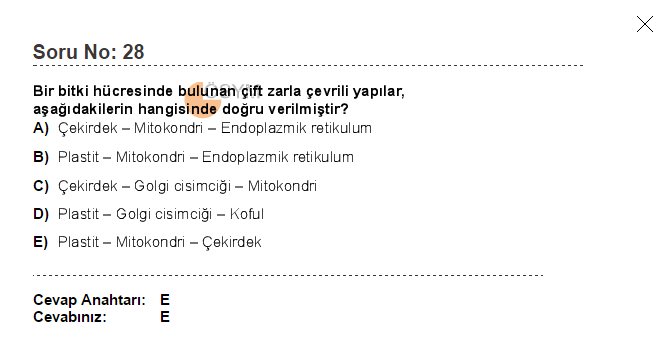 Soru No: 28
ÖSYM
Bir bitki hücresinde bulunan çift zarla çevrili yapılar,
aşağıdakilerin hangisinde doğru verilmiştir?
A) Çekirdek – Mitokondri – Endoplazmik retikulum
B) Plastit – Mitokondri – Endoplazmik retikulum
C) Çekirdek – Golgi cisimciği – Mitokondri
D) Plastit – Golgi cisimciği – Koful
E) Plastit – Mitokondri – Çekirdek
Cevap Anahtarı: E
Cevabınız: E